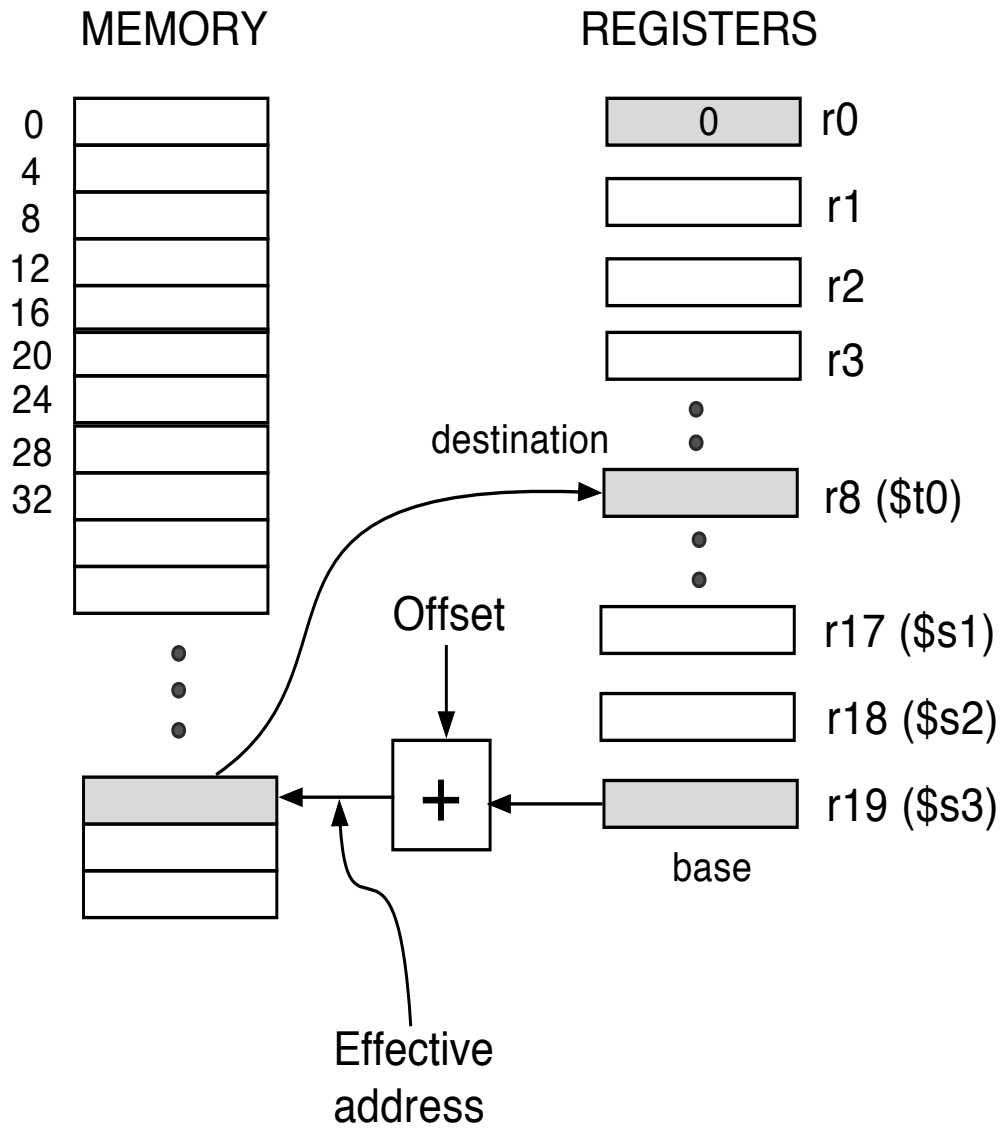 MEMORY
REGISTERS
0
4
8
12
16
20
24
28
32
0
r0
r1
r2
r3
destination
r8 ($t0)
Offset
r17 ($s1)
r18 ($s2)
+
r19 ($s3)
base
Effective
address